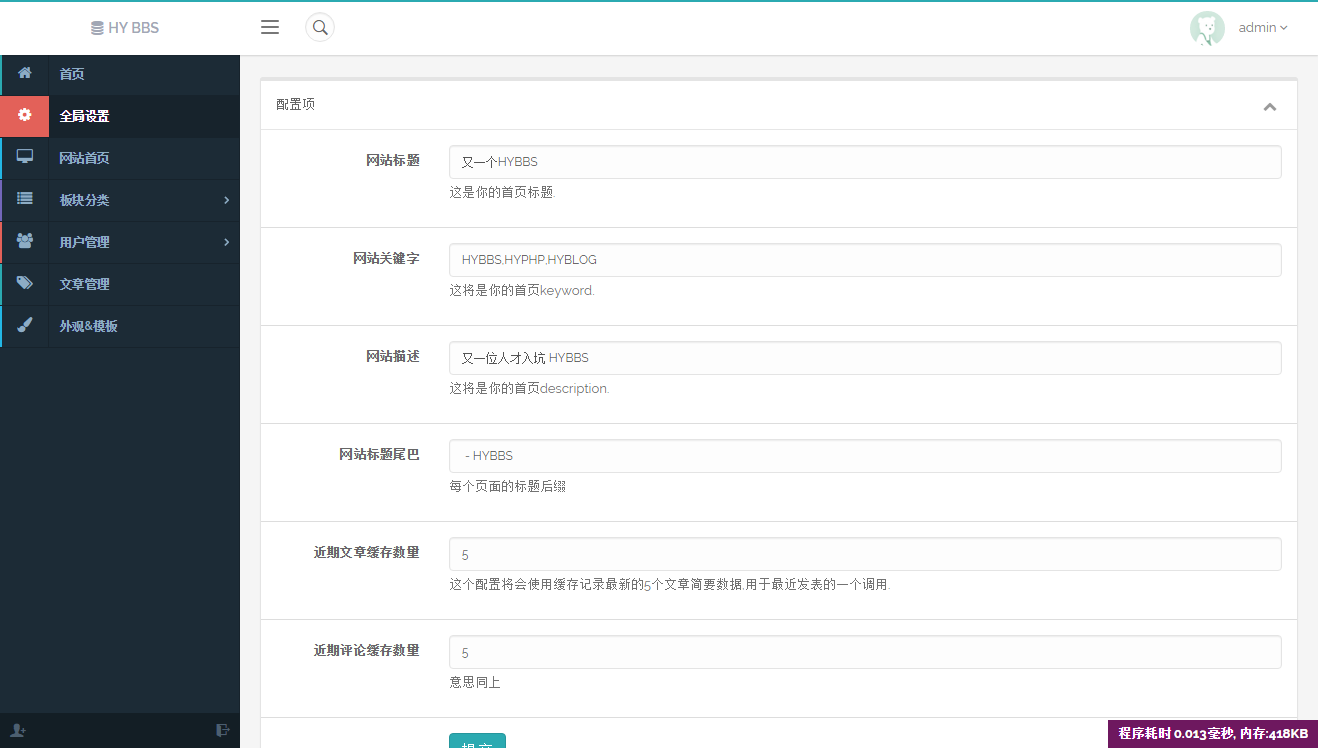 HY BBS
admin
首页
全局设置
网站首页
板块分类
用户管理
文章管理
外观&模板
配置项
网站标题
又一个HYBBS
这是你的首页标题.
网站关键字
HYBBS,HYPHP,HYBLOG
这将是你的首页keyword.
网站描述
又一位人才入坑 HYBBS
这将是你的首页description.
网站标题尾巴
- HYBBS
每个页面的标题后缀
近期文章缓存数量
5
这个配置将会使用缓存记录最新的5个文章简要数据,用于最近发表的一个调用.
近期评论缓存数量
5
意思同上
提 交
程序耗时 0.013毫秒, 内存:418KB